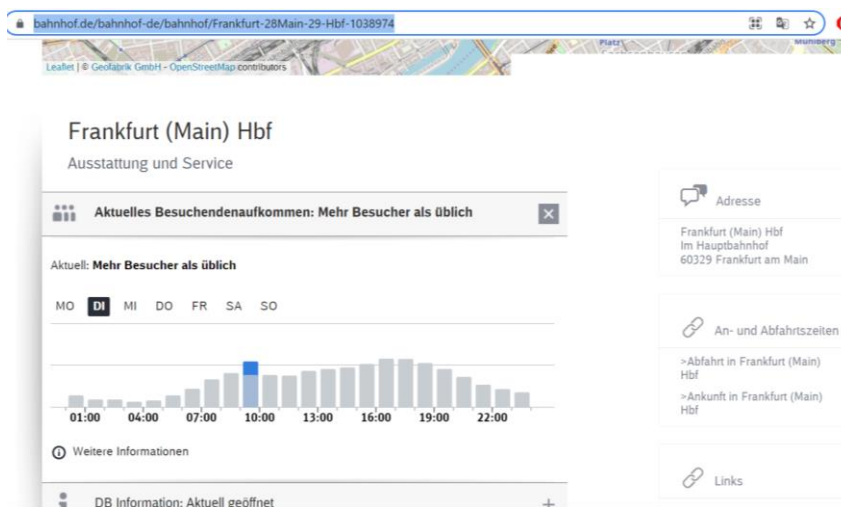 bahnhof.de/bahnhof-de/bahnhof/Frankfurt-28Main-29-Hbf-1038974
Platz
Mühlberg
Leaflet | © Geofabrik GmbH - OpenStreetMap contributors
Frankfurt (Main) Hbf
Ausstattung und Service
Aktuelles Besuchendenaufkommen: Mehr Besucher als üblich
Aktuell: Mehr Besucher als üblich
MO DI MI DO FR SA SO
01:00 04:00 07:00 10:00 13:00 16:00 19:00 22:00
Weitere Informationen
DB Information: Aktuell geöffnet
Adresse
Frankfurt (Main) Hbf
Im Hauptbahnhof
60329 Frankfurt am Main
An- und Abfahrtszeiten
>Abfahrt in Frankfurt (Main)
Hbf
>Ankunft in Frankfurt (Main)
Hbf
Links